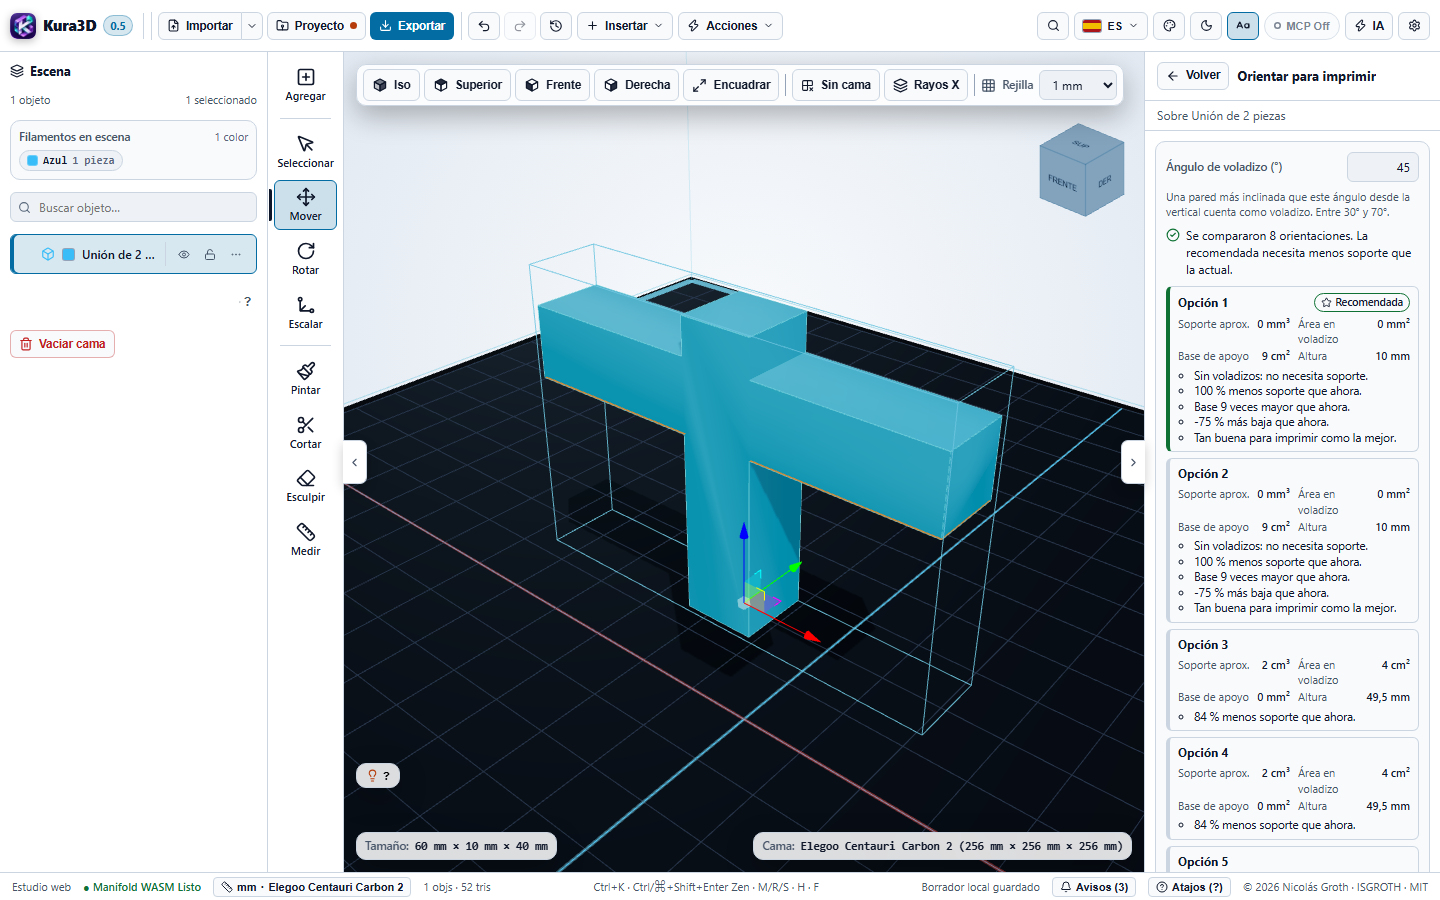 Kura3D 0.5 Importar Proyecto Exportar Insertar Acciones ES Aa MCP Off IA
Escena
1 objeto 1 seleccionado
Filamentos en escena 1 color
Azul 1 pieza
Buscar objeto...
Unión de 2 ...
?
Vaciar cama
Agregar
Seleccionar
Mover
Rotar
Escalar
Pintar
Cortar
Esculpir
Medir
Iso Superior Frente Derecha Encuadrar Sin cama Rayos X Rejilla 1 mm
SUP
FRENTE DER
?
Tamaño: 60 mm × 10 mm × 40 mm
Cama: Elegoo Centauri Carbon 2 (256 mm × 256 mm × 256 mm)
Volver Orientar para imprimir
Sobre Unión de 2 piezas
Ángulo de voladizo (°) 45
Una pared más inclinada que este ángulo desde la
vertical cuenta como voladizo. Entre 30° y 70°.
Se compararon 8 orientaciones. La
recomendada necesita menos soporte que
la actual.
Opción 1 Recomendada
Soporte aprox. 0 mm³ Área en voladizo 0 mm²
Base de apoyo 9 cm² Altura 10 mm
Sin voladizos: no necesita soporte.
100 % menos soporte que ahora.
Base 9 veces mayor que ahora.
-75 % más baja que ahora.
Tan buena para imprimir como la mejor.
Opción 2
Soporte aprox. 0 mm³ Área en voladizo 0 mm²
Base de apoyo 9 cm² Altura 10 mm
Sin voladizos: no necesita soporte.
100 % menos soporte que ahora.
Base 9 veces mayor que ahora.
-75 % más baja que ahora.
Tan buena para imprimir como la mejor.
Opción 3
Soporte aprox. 2 cm³ Área en voladizo 4 cm²
Base de apoyo 0 mm² Altura 49,5 mm
84 % menos soporte que ahora.
Opción 4
Soporte aprox. 2 cm³ Área en voladizo 4 cm²
Base de apoyo 0 mm² Altura 49,5 mm
84 % menos soporte que ahora.
Opción 5
Estudio web Manifold WASM Listo mm · Elegoo Centauri Carbon 2 1 objs · 52 tris Ctrl+K · Ctrl/⌘+Shift+Enter Zen · M/R/S · H · F Borrador local guardado Avisos (3) Atajos (?) © 2026 Nicolás Groth · ISGROTH · MIT